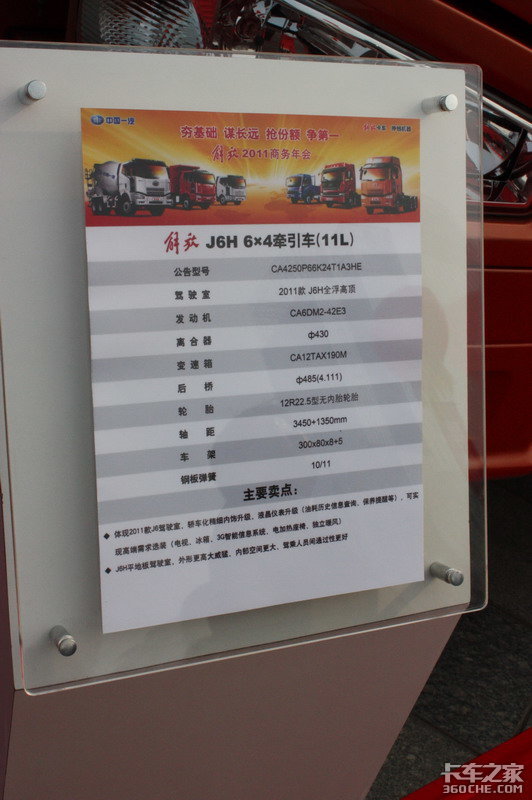 中国一汽
解放卡车·挣钱机器
夯基础 谋长远 抢份额 争第一
解放2011商务年会
解放 J6H 6×4牵引车(11L)
公告型号 CA4250P66K24T1A3HE
驾驶室 2011款 J6H全浮高顶
发动机 CA6DM2-42E3
离合器 ф430
变速箱 CA12TAX190M
后桥 ф485(4.111)
轮胎 12R22.5型无内胎轮胎
轴距 3450+1350mm
车架 300x80x8+5
钢板弹簧 10/11
主要卖点：
◆ 体现2011款J6驾驶室，轿车化精细内饰升级、液晶仪表升级（油耗历史信息查询、保养提醒等），可实
现高端需求选装（电视、冰箱、3G智能信息系统、电加热座椅、独立暖风）
◆ J6H平地板驾驶室，外形更高大威猛、内部空间更大、驾乘人员间通过性更好
卡车之家
360CHE.COM